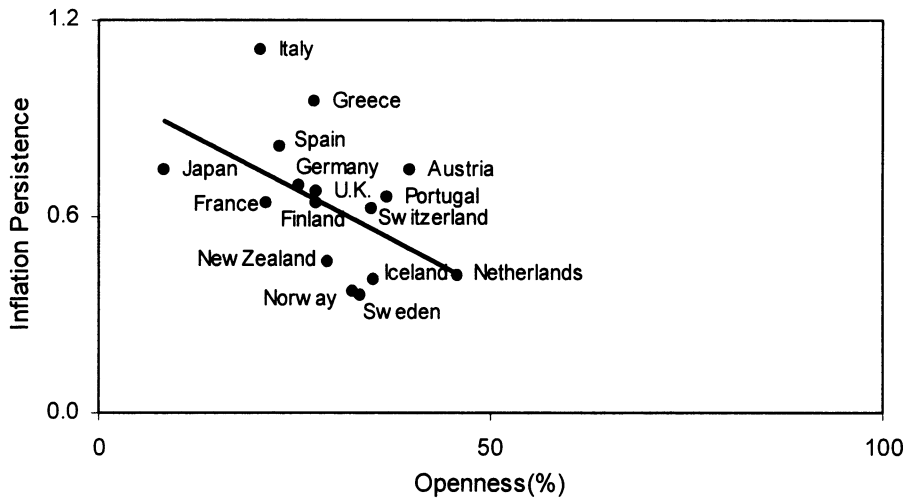 1.2
Italy
Greece
Spain
Germany
Japan
Austria
U.K.
Portugal
France
Finland
Switzerland
0.6
New Zealand
Iceland
Netherlands
Norway
Sweden
0.0
0
50
100
Inflation Persistence
Openness(%)